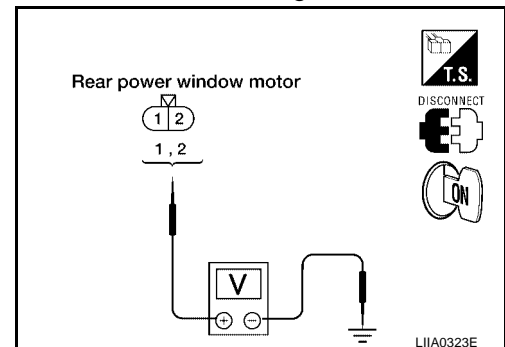 Rear power window motor
1 2
1 , 2
T.S.
DISCONNECT
ON
V
+ −
LIIA0323E